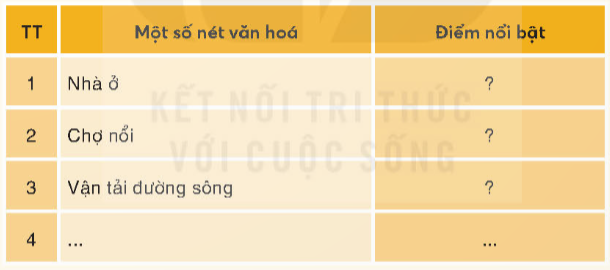 TT Một số nét văn hoá Điểm nổi bật
1 Nhà ở ?
2 Chợ nổi ?
3 Vận tải đường sông ?
4 ... ...
KẾT NỐI TRI THỨC
VỚI CUỘC SỐNG